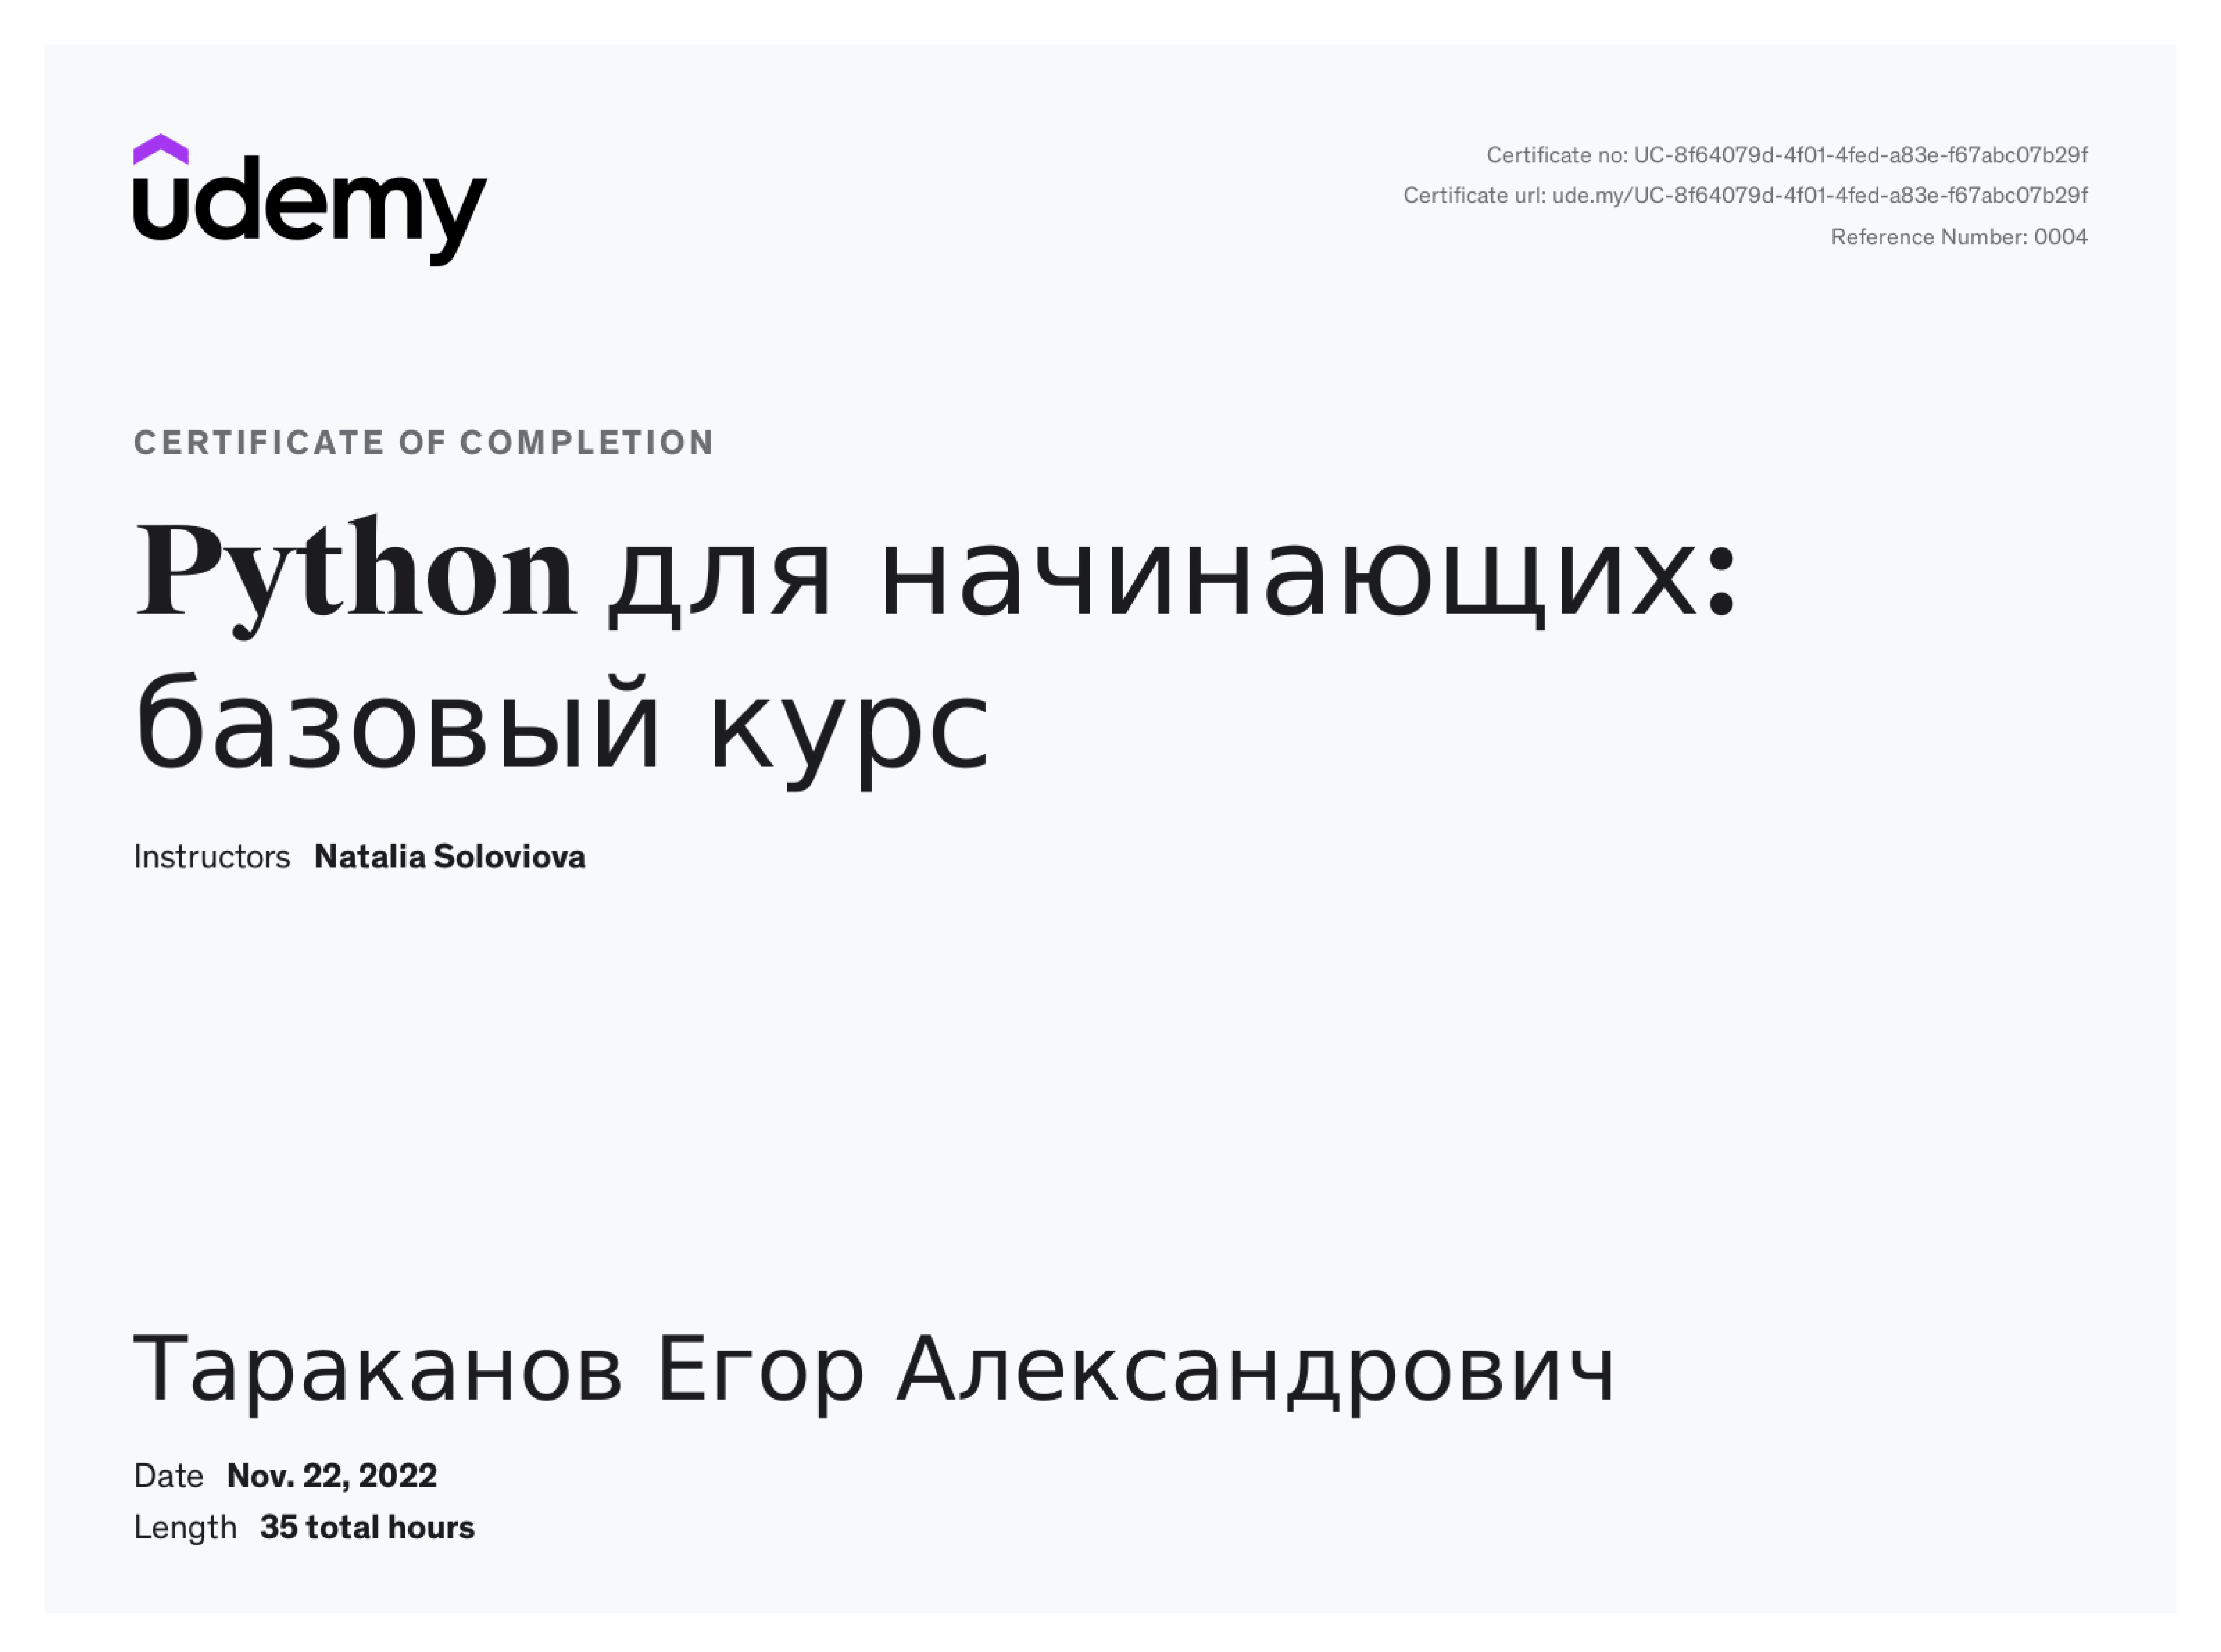 udemy
Certificate no: UC-8f64079d-4f01-4fed-a83e-f67abc07b29f
Certificate url: ude.my/UC-8f64079d-4f01-4fed-a83e-f67abc07b29f
Reference Number: 0004
CERTIFICATE OF COMPLETION
Python для начинающих:
базовый курс
Instructors Natalia Soloviova
Тараканов Егор Александрович
Date Nov. 22, 2022
Length 35 total hours